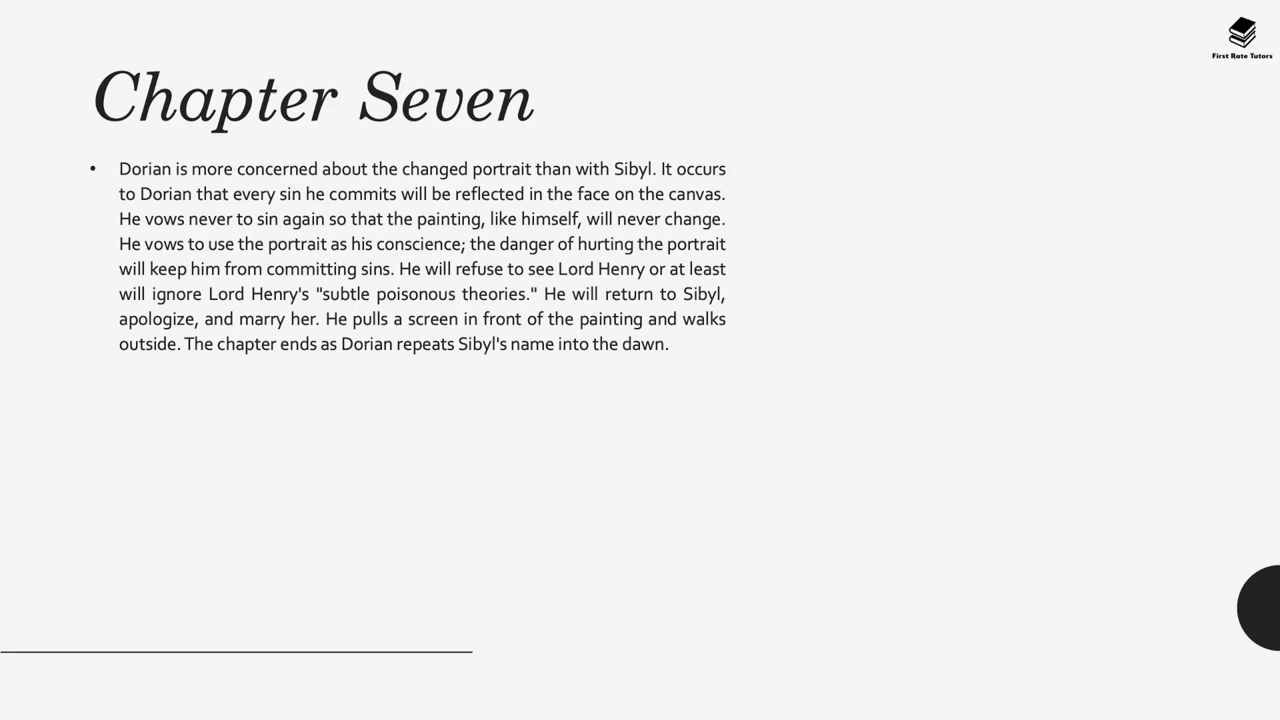 First Rate Tutors
Chapter Seven
• Dorian is more concerned about the changed portrait than with Sibyl. It occurs
to Dorian that every sin he commits will be reflected in the face on the canvas.
He vows never to sin again so that the painting, like himself, will never change.
He vows to use the portrait as his conscience; the danger of hurting the portrait
will keep him from committing sins. He will refuse to see Lord Henry or at least
will ignore Lord Henry's "subtle poisonous theories." He will return to Sibyl,
apologize, and marry her. He pulls a screen in front of the painting and walks
outside. The chapter ends as Dorian repeats Sibyl's name into the dawn.